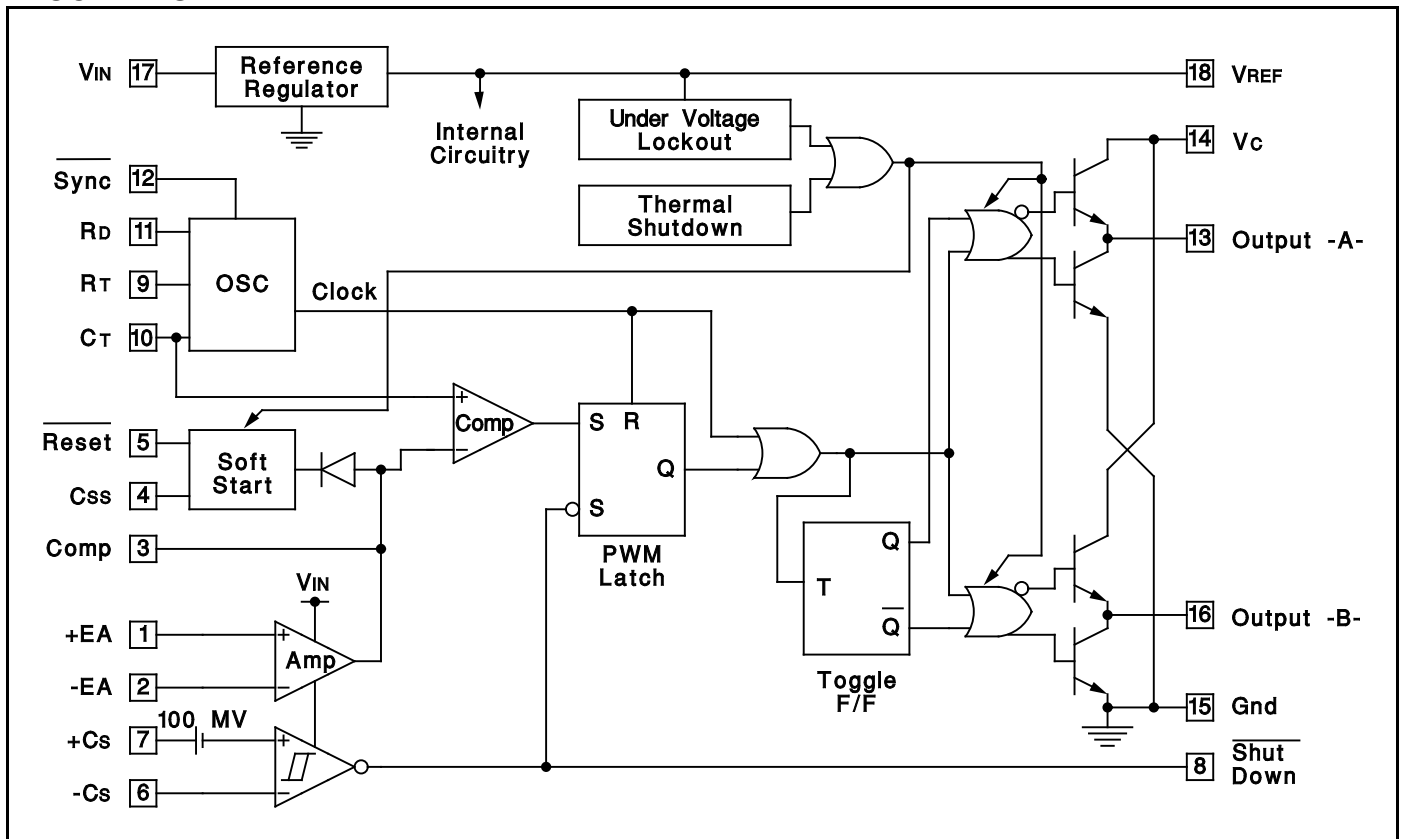 VIN 17
Reference
Regulator
18 VREF
Internal
Circuitry
Under Voltage
Lockout
14 VC
Sync 12
Thermal
Shutdown
RD 11
13 Output -A-
RT 9
OSC
Clock
CT 10
Reset 5
Soft
Start
CSS 4
+
Comp
−
S R
Q
S
PWM
Latch
Comp 3
Q
T
Q
Toggle
F/F
VIN
+EA 1
+
Amp
−
-EA 2
16 Output -B-
15 Gnd
100 MV
+CS 7
+
−
-CS 6
8 Shut
Down